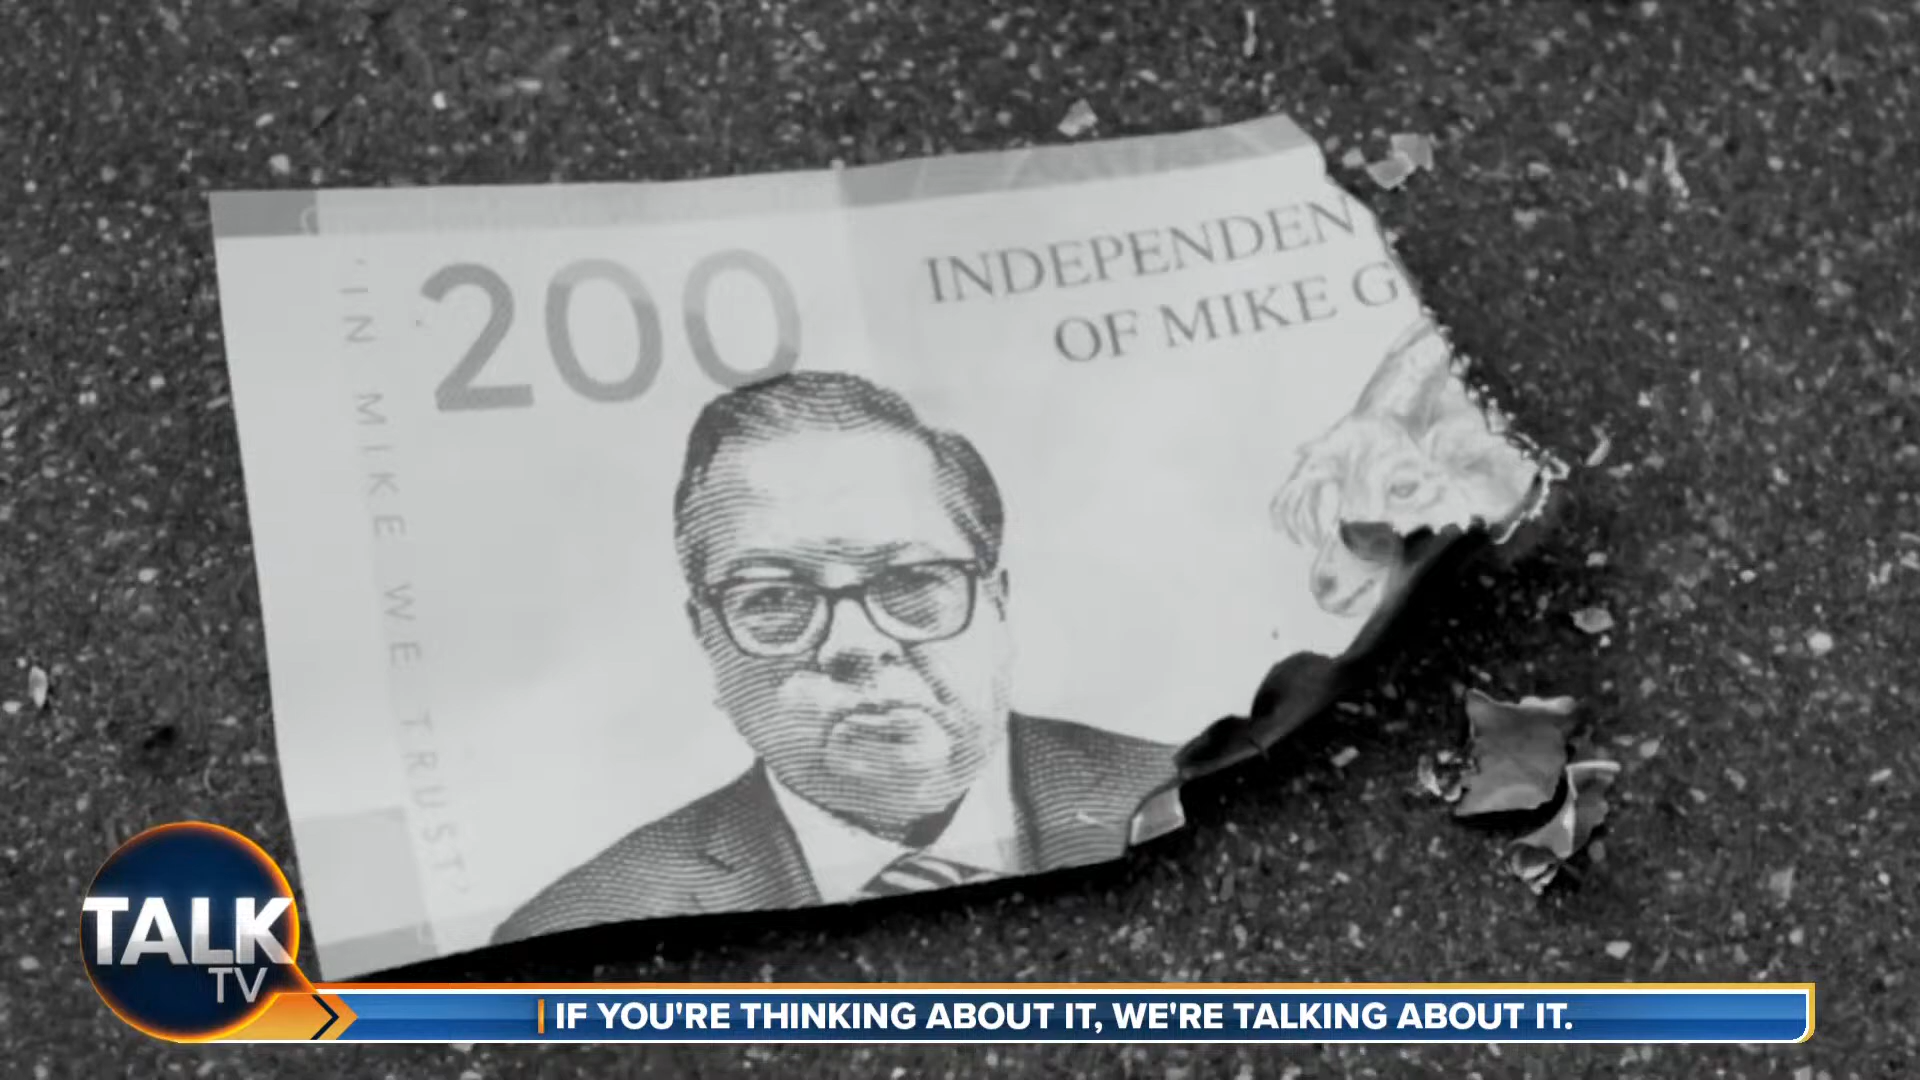 200
INDEPENDEN
OF MIKE G
'IN MIKE WE TRUST'
TALK
TV
IF YOU'RE THINKING ABOUT IT, WE'RE TALKING ABOUT IT.